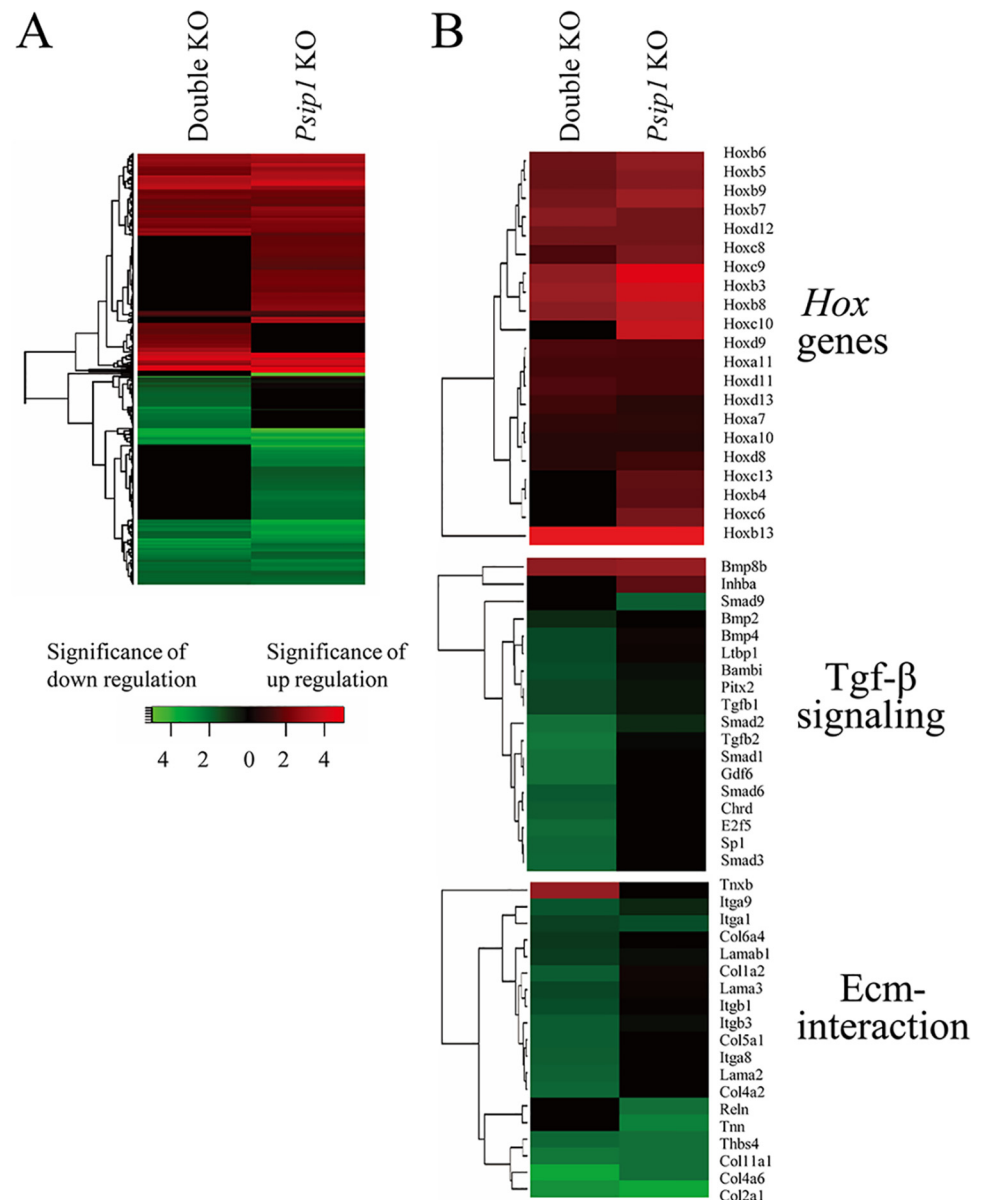 A
B
Double KO
Psip1 KO
Double KO
Psip1 KO
Hoxb6
Hoxb5
Hoxb9
Hoxb7
Hoxd12
Hoxc8
Hoxc9
Hoxb3
Hoxb8
Hoxc10
Hoxd9
Hoxa11
Hoxd11
Hoxd13
Hoxa7
Hoxa10
Hoxd8
Hoxc13
Hoxb4
Hoxc6
Hoxb13
Hox
genes
Significance of
down regulation
Significance of
up regulation
4 2 0 2 4
Bmp8b
Inhba
Smad9
Bmp2
Bmp4
Ltbp1
Bambi
Pitx2
Tgfb1
Smad2
Tgfb2
Smad1
Gdf6
Smad6
Chrd
E2f5
Sp1
Smad3
Tgf-β
signaling
Tnxb
Itga9
Itga1
Col6a4
Lamab1
Col1a2
Lama3
Itgb1
Itgb3
Col5a1
Itga8
Lama2
Col4a2
Reln
Tnn
Thbs4
Col11a1
Col4a6
Col2a1
Ecm-
interaction